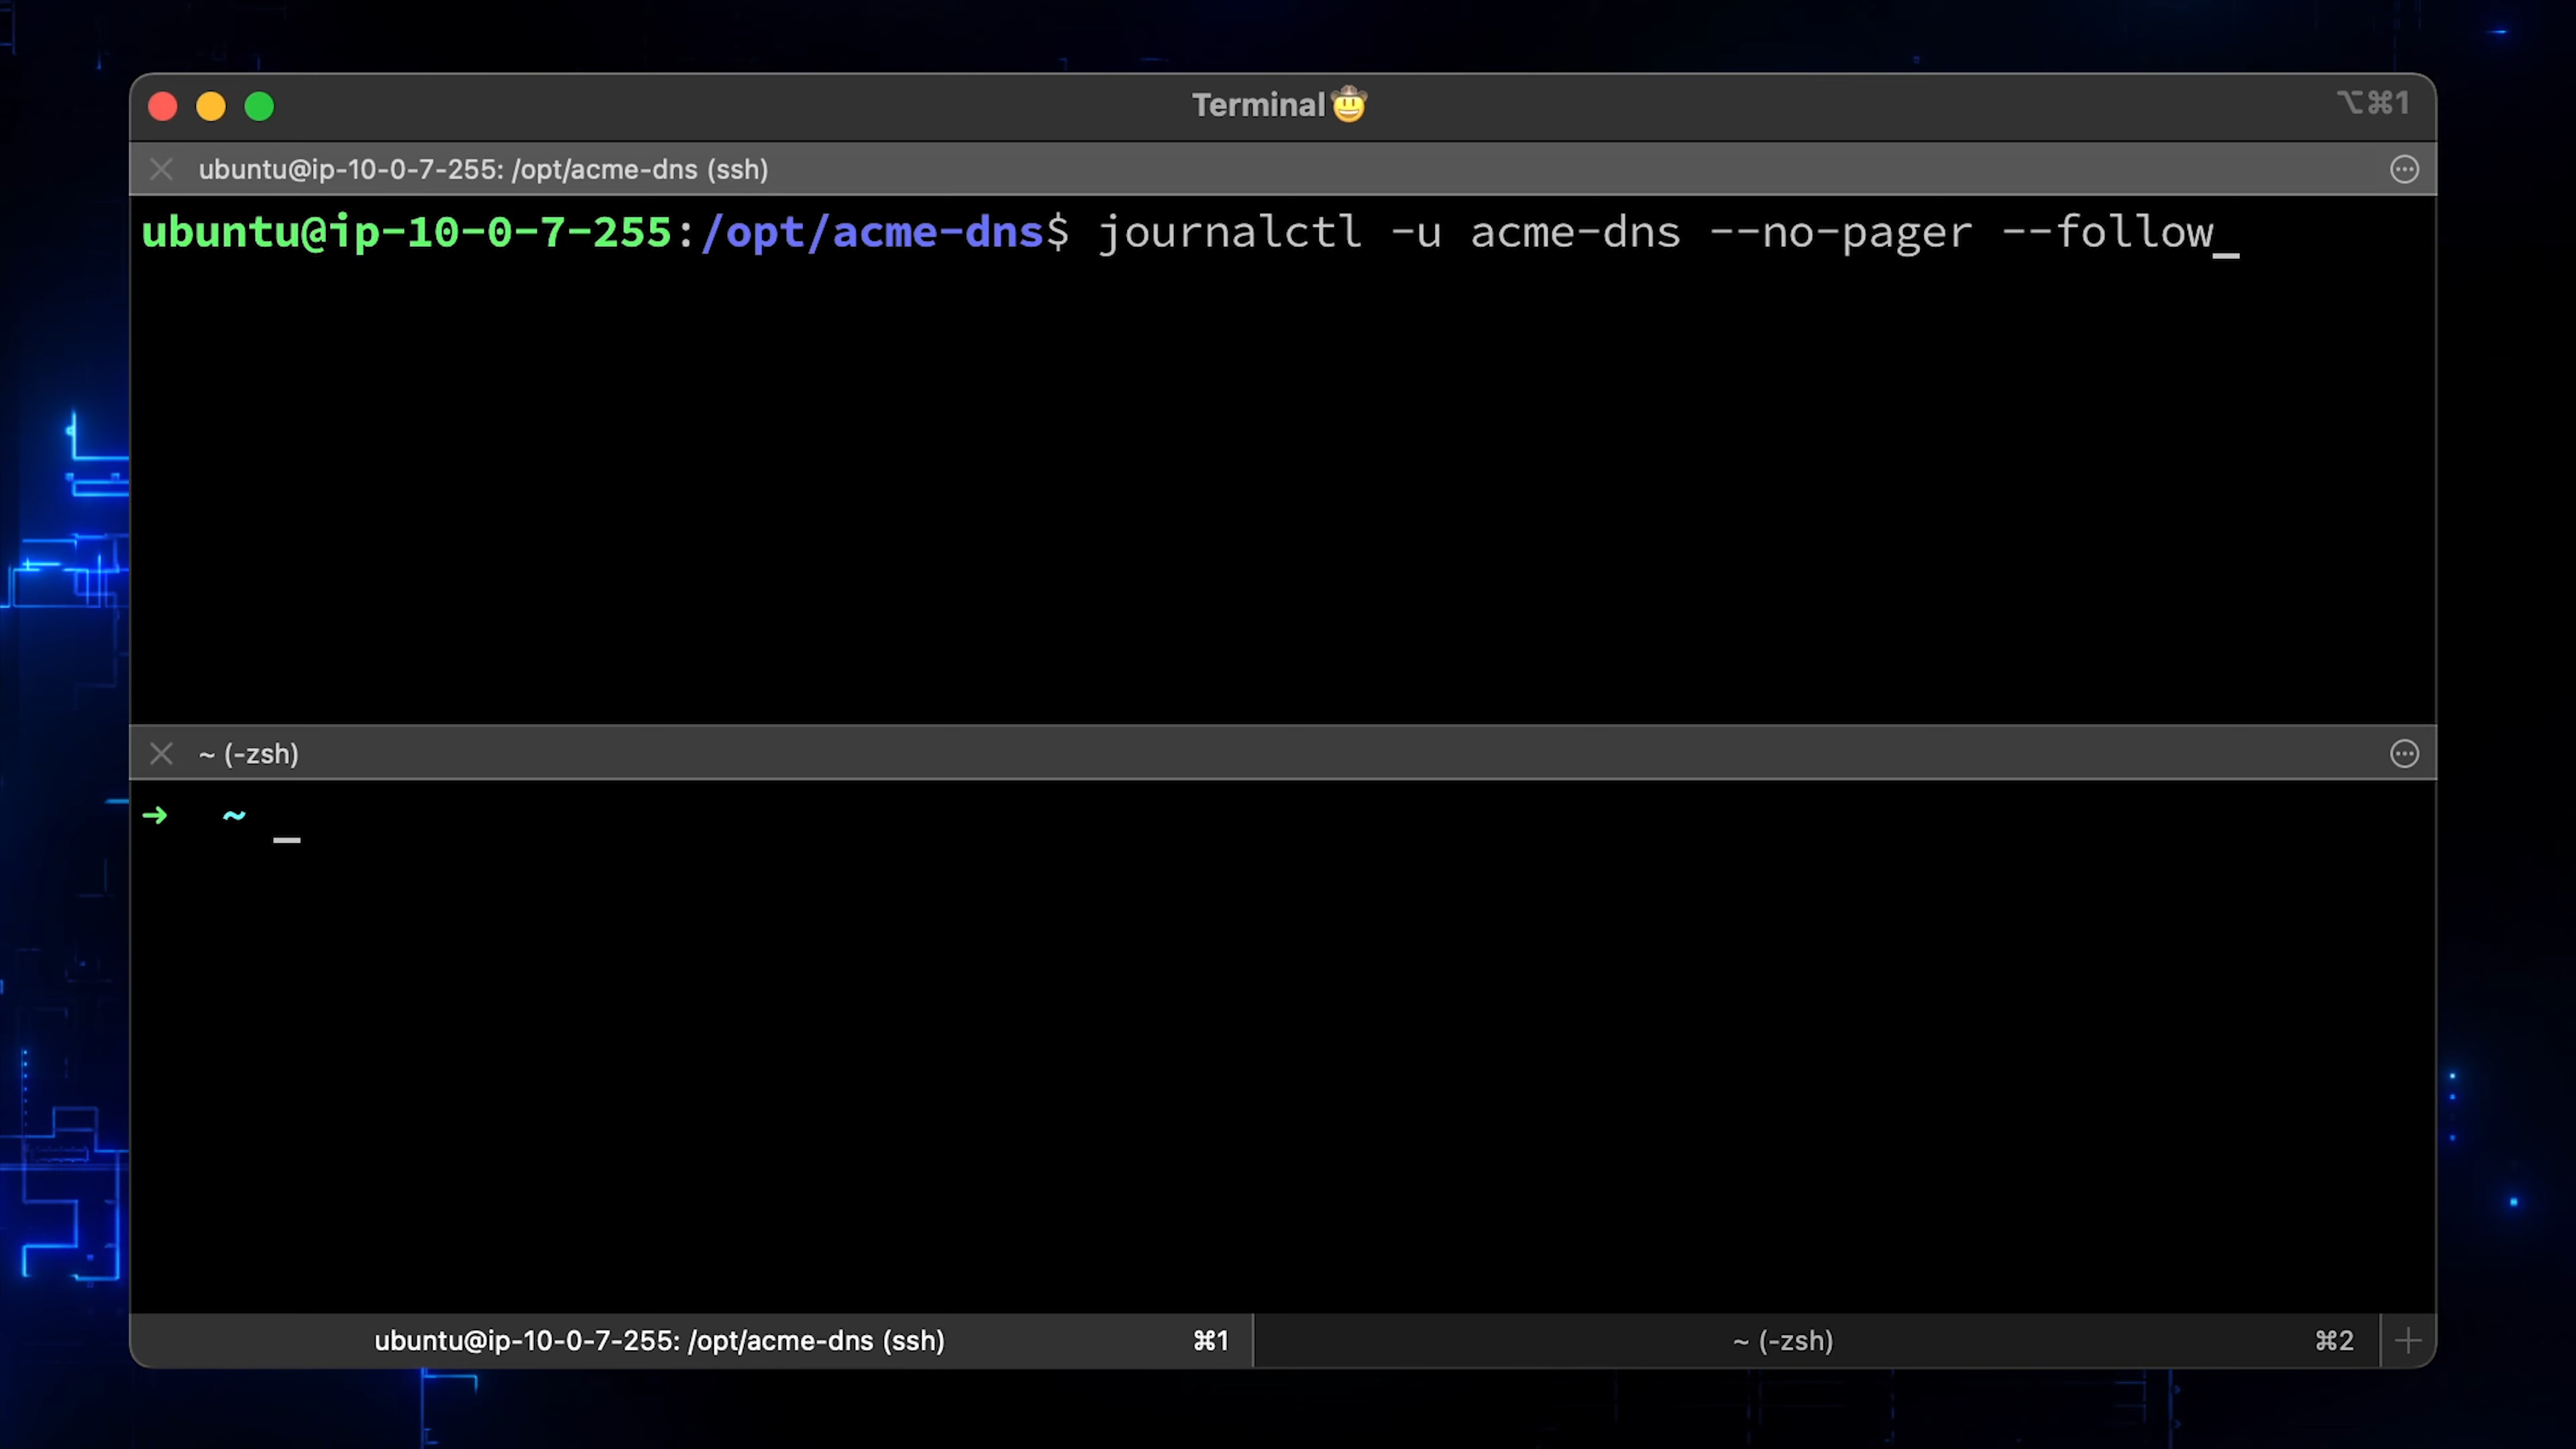 Terminal🤠
⌥⌘1
ubuntu@ip-10-0-7-255: /opt/acme-dns (ssh)
ubuntu@ip-10-0-7-255:/opt/acme-dns$ journalctl -u acme-dns --no-pager --follow_
~ (-zsh)
➜ ~ _
ubuntu@ip-10-0-7-255: /opt/acme-dns (ssh) ⌘1
~ (-zsh) ⌘2